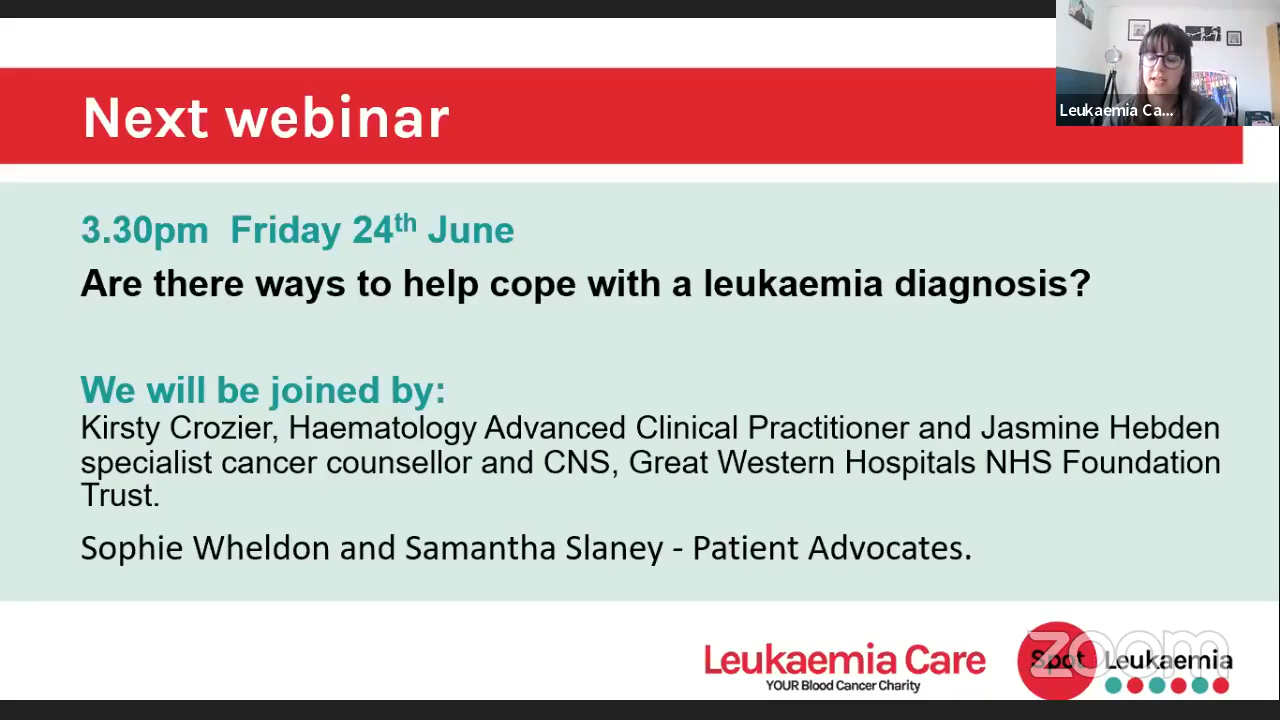 Next webinar
Leukaemia Ca...
3.30pm Friday 24th June
Are there ways to help cope with a leukaemia diagnosis?
We will be joined by:
Kirsty Crozier, Haematology Advanced Clinical Practitioner and Jasmine Hebden
specialist cancer counsellor and CNS, Great Western Hospitals NHS Foundation
Trust.
Sophie Wheldon and Samantha Slaney - Patient Advocates.
Leukaemia Care
YOUR Blood Cancer Charity
Spot Leukaemia
zoom